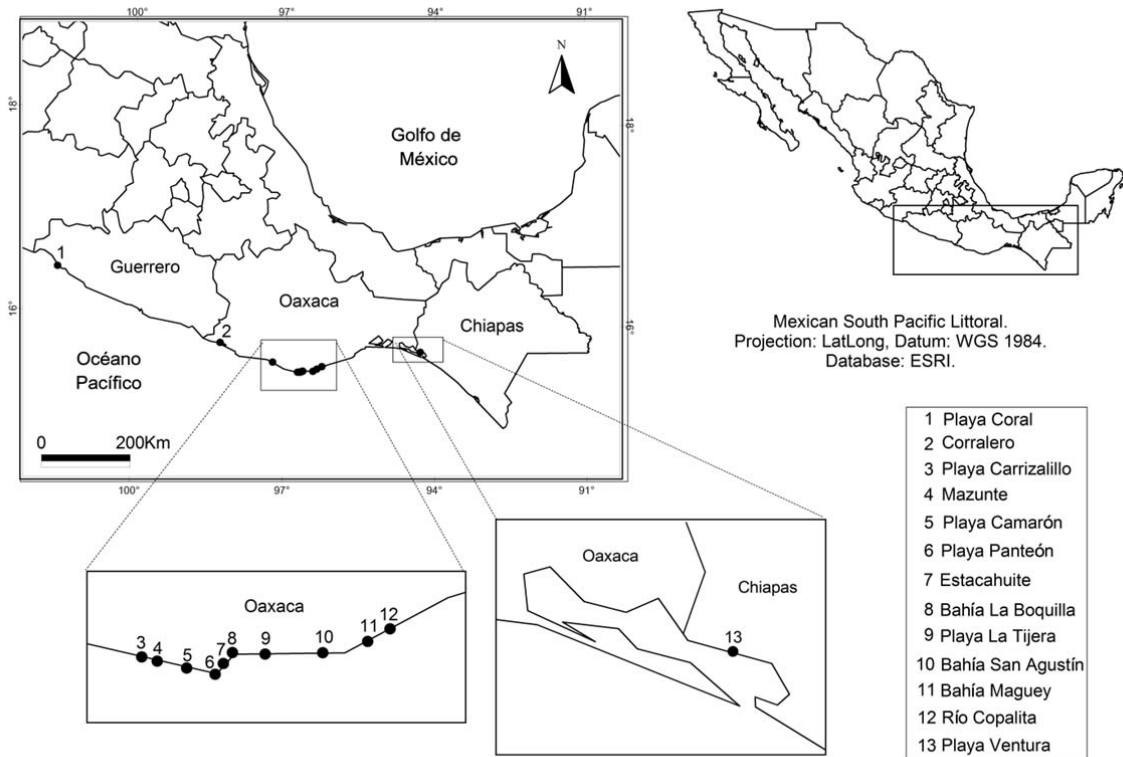 100°
97°
94°
N
18°
18°
Golfo de
México
1
Guerrero
Oaxaca
Chiapas
16°
16°
2
Océano
Pacífico
0 200Km
100°
97°
94°
91°
Mexican South Pacific Littoral.
Projection: LatLong, Datum: WGS 1984.
Database: ESRI.
Oaxaca
3
4
5
6
7
8
9
10
11
12
Oaxaca
Chiapas
13
1 Playa Coral
2 Corralero
3 Playa Carrizalillo
4 Mazunte
5 Playa Camarón
6 Playa Panteón
7 Estacahuite
8 Bahía La Boquilla
9 Playa La Tijera
10 Bahía San Agustín
11 Bahía Maguey
12 Río Copalita
13 Playa Ventura